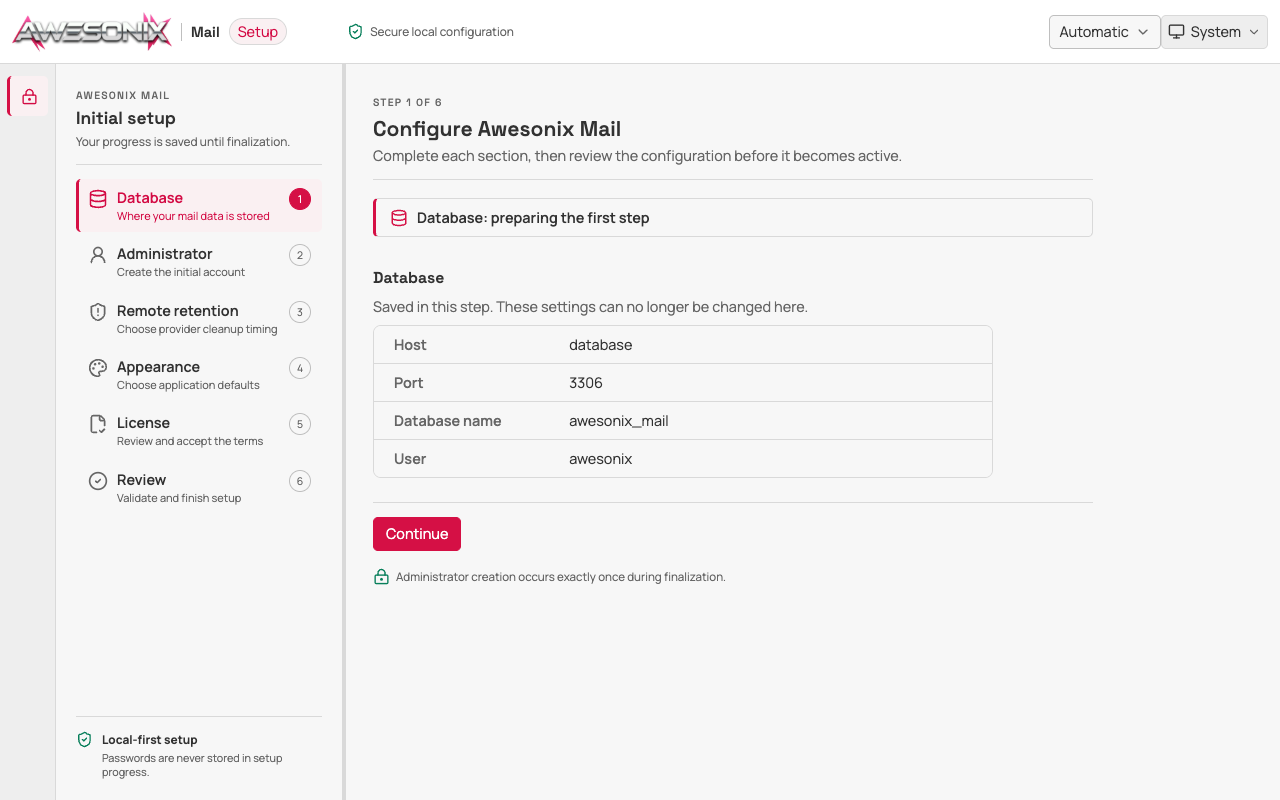 AWESONIX
Mail
Setup
Secure local configuration
Automatic
System
AWESONIX MAIL
Initial setup
Your progress is saved until finalization.
Database
1
Where your mail data is stored
Administrator
2
Create the initial account
Remote retention
3
Choose provider cleanup timing
Appearance
4
Choose application defaults
License
5
Review and accept the terms
Review
6
Validate and finish setup
Local-first setup
Passwords are never stored in setup
progress.
STEP 1 OF 6
Configure Awesonix Mail
Complete each section, then review the configuration before it becomes active.
Database: preparing the first step
Database
Saved in this step. These settings can no longer be changed here.
Host database
Port 3306
Database name awesonix_mail
User awesonix
Continue
Administrator creation occurs exactly once during finalization.